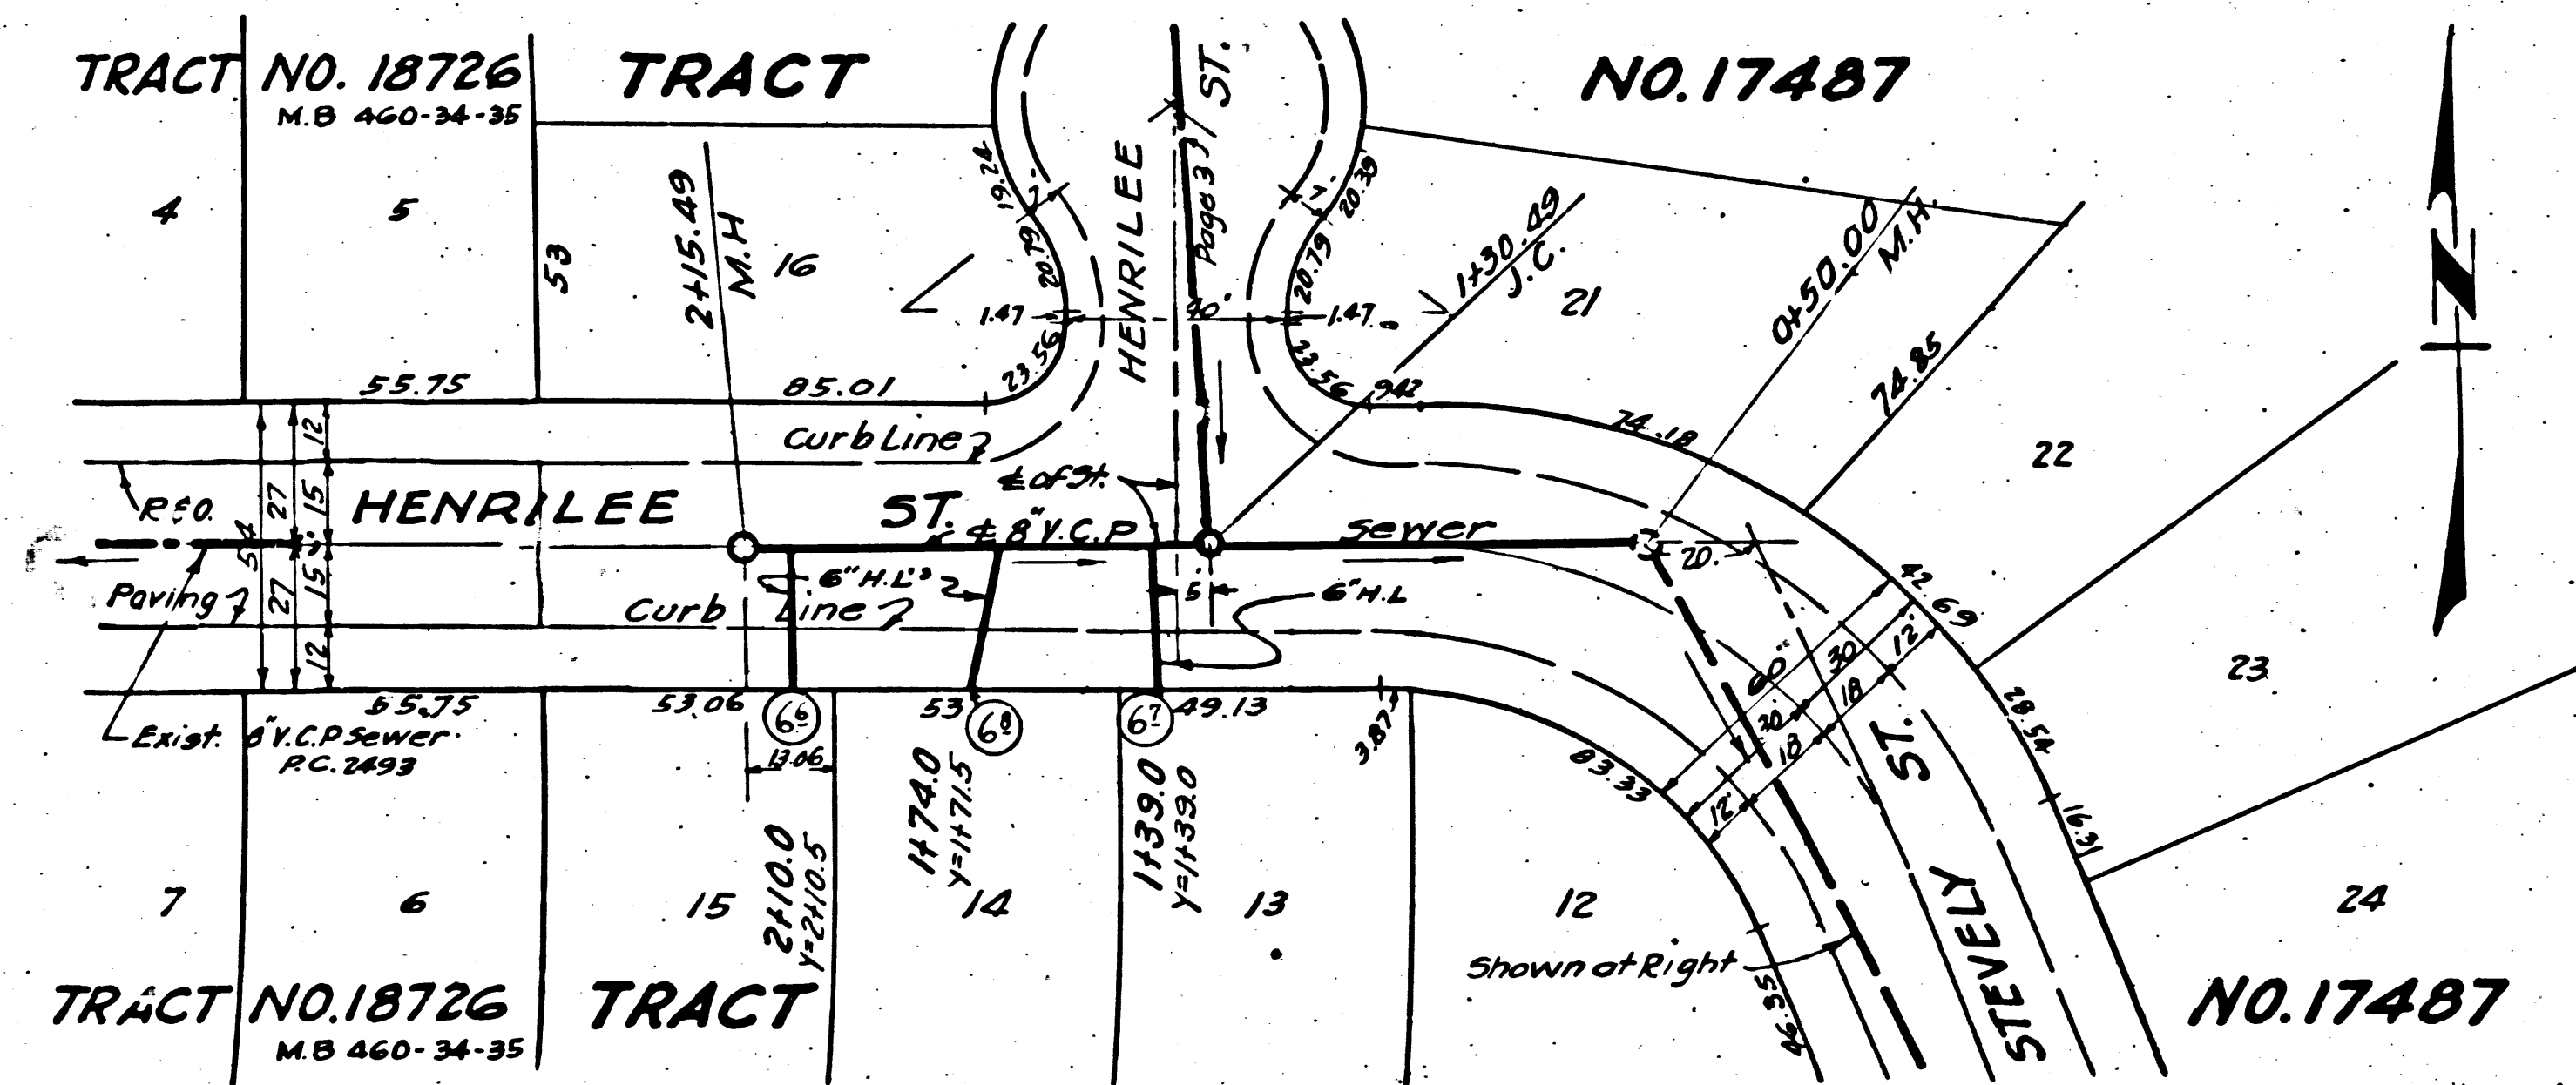 TRACT NO. 18726
M.B 460-34-35
TRACT
NO. 17487
HENRILEE ST.
Page 3
4
5
53
16
2+15.49
M.H
19.24
7'
20.79
1.47
40'
1.47
23.56
7'
20.39
20.79
23.56
9.42
1+30.49
J.C.
21
0+50.00
M.H.
74.85
74.18
22
N
55.75
85.01
Curb Line
12
27
15
54
HENRILEE ST.
¢ of St.
¢ 8" V.C.P Sewer
20.
Paving
27
15
12
Curb Line
6" H.L's
5'
6" H.L
42.69
60'
30
12'
18
30'
18
12'
23
28.54
55.75
53.06
66
13.06
53
68
67
49.13
3.87
83.33
Exist. 8" V.C.P Sewer
P.C. 2493
16.31
2+10.0
Y=2+10.5
1+74.0
Y=1+71.5
1+39.0
Y=1+39.0
7
6
15
14
13
12
24
Shown at Right
46.35
STEVELY ST.
TRACT NO. 18726
M.B 460-34-35
TRACT
NO. 17487